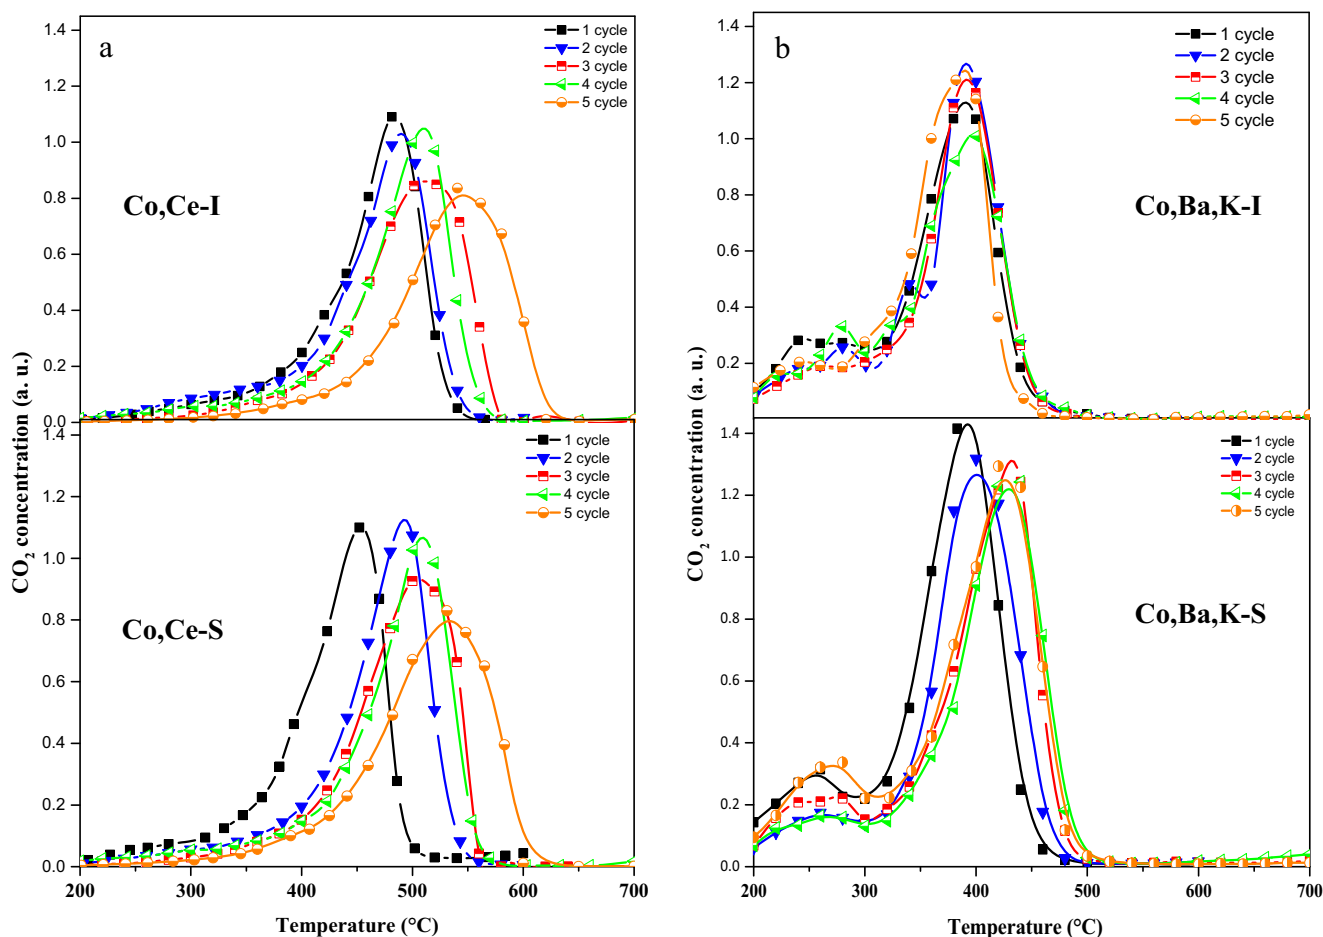 a
1.4
1.2
1.0
0.8
0.6
0.4
0.2
0.0
1 cycle
2 cycle
3 cycle
4 cycle
5 cycle
Co,Ce-I
1.4
1.2
1.0
0.8
0.6
0.4
0.2
0.0
1 cycle
2 cycle
3 cycle
4 cycle
5 cycle
Co,Ce-S
CO₂ concentration (a. u.)
200 300 400 500 600 700
Temperature (°C)
b
1.4
1.2
1.0
0.8
0.6
0.4
0.2
1 cycle
2 cycle
3 cycle
4 cycle
5 cycle
Co,Ba,K-I
1.4
1.2
1.0
0.8
0.6
0.4
0.2
0.0
1 cycle
2 cycle
3 cycle
4 cycle
5 cycle
Co,Ba,K-S
CO₂ concentration (a. u.)
200 300 400 500 600 700
Temperature (°C)